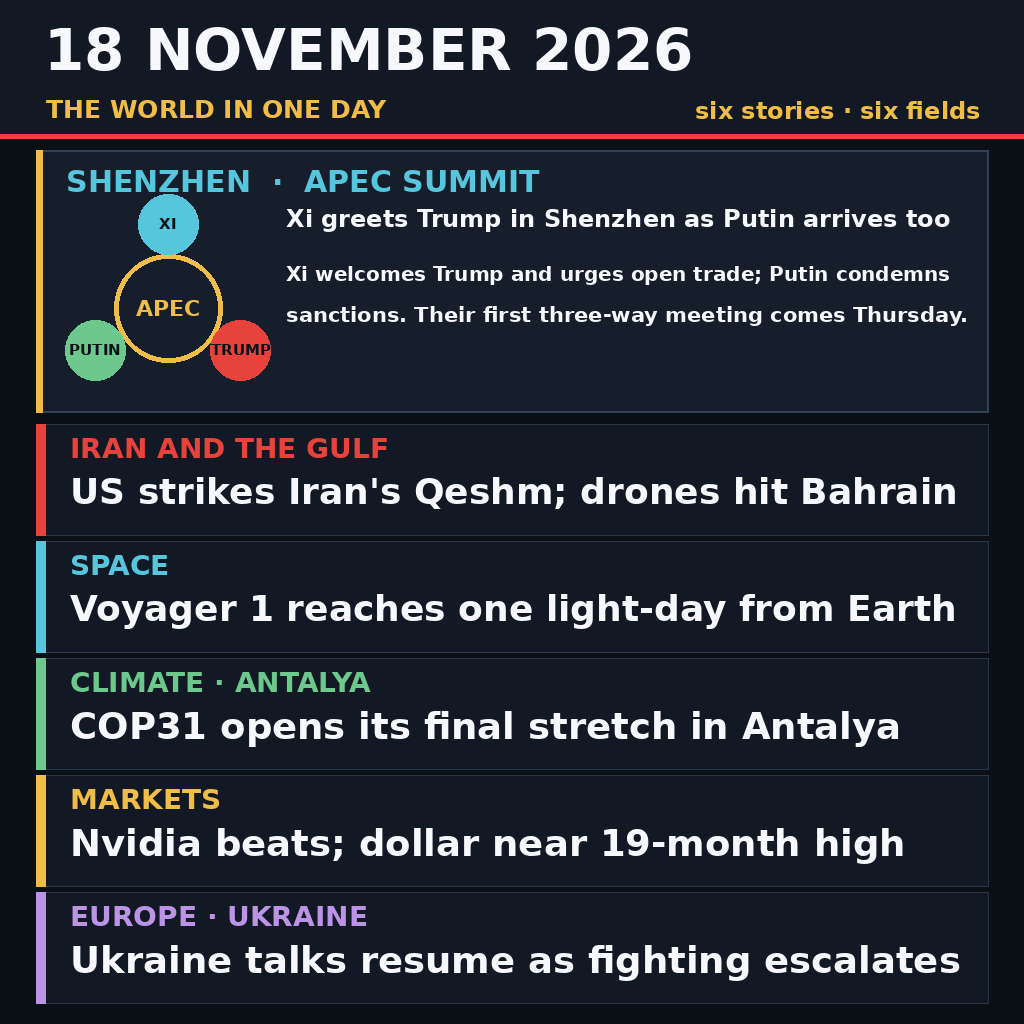 18 NOVEMBER 2026
THE WORLD IN ONE DAY
six stories · six fields
SHENZHEN · APEC SUMMIT
XI
APEC
PUTIN
TRUMP
Xi greets Trump in Shenzhen as Putin arrives too
Xi welcomes Trump and urges open trade; Putin condemns
sanctions. Their first three-way meeting comes Thursday.
IRAN AND THE GULF
US strikes Iran's Qeshm; drones hit Bahrain
SPACE
Voyager 1 reaches one light-day from Earth
CLIMATE · ANTALYA
COP31 opens its final stretch in Antalya
MARKETS
Nvidia beats; dollar near 19-month high
EUROPE · UKRAINE
Ukraine talks resume as fighting escalates